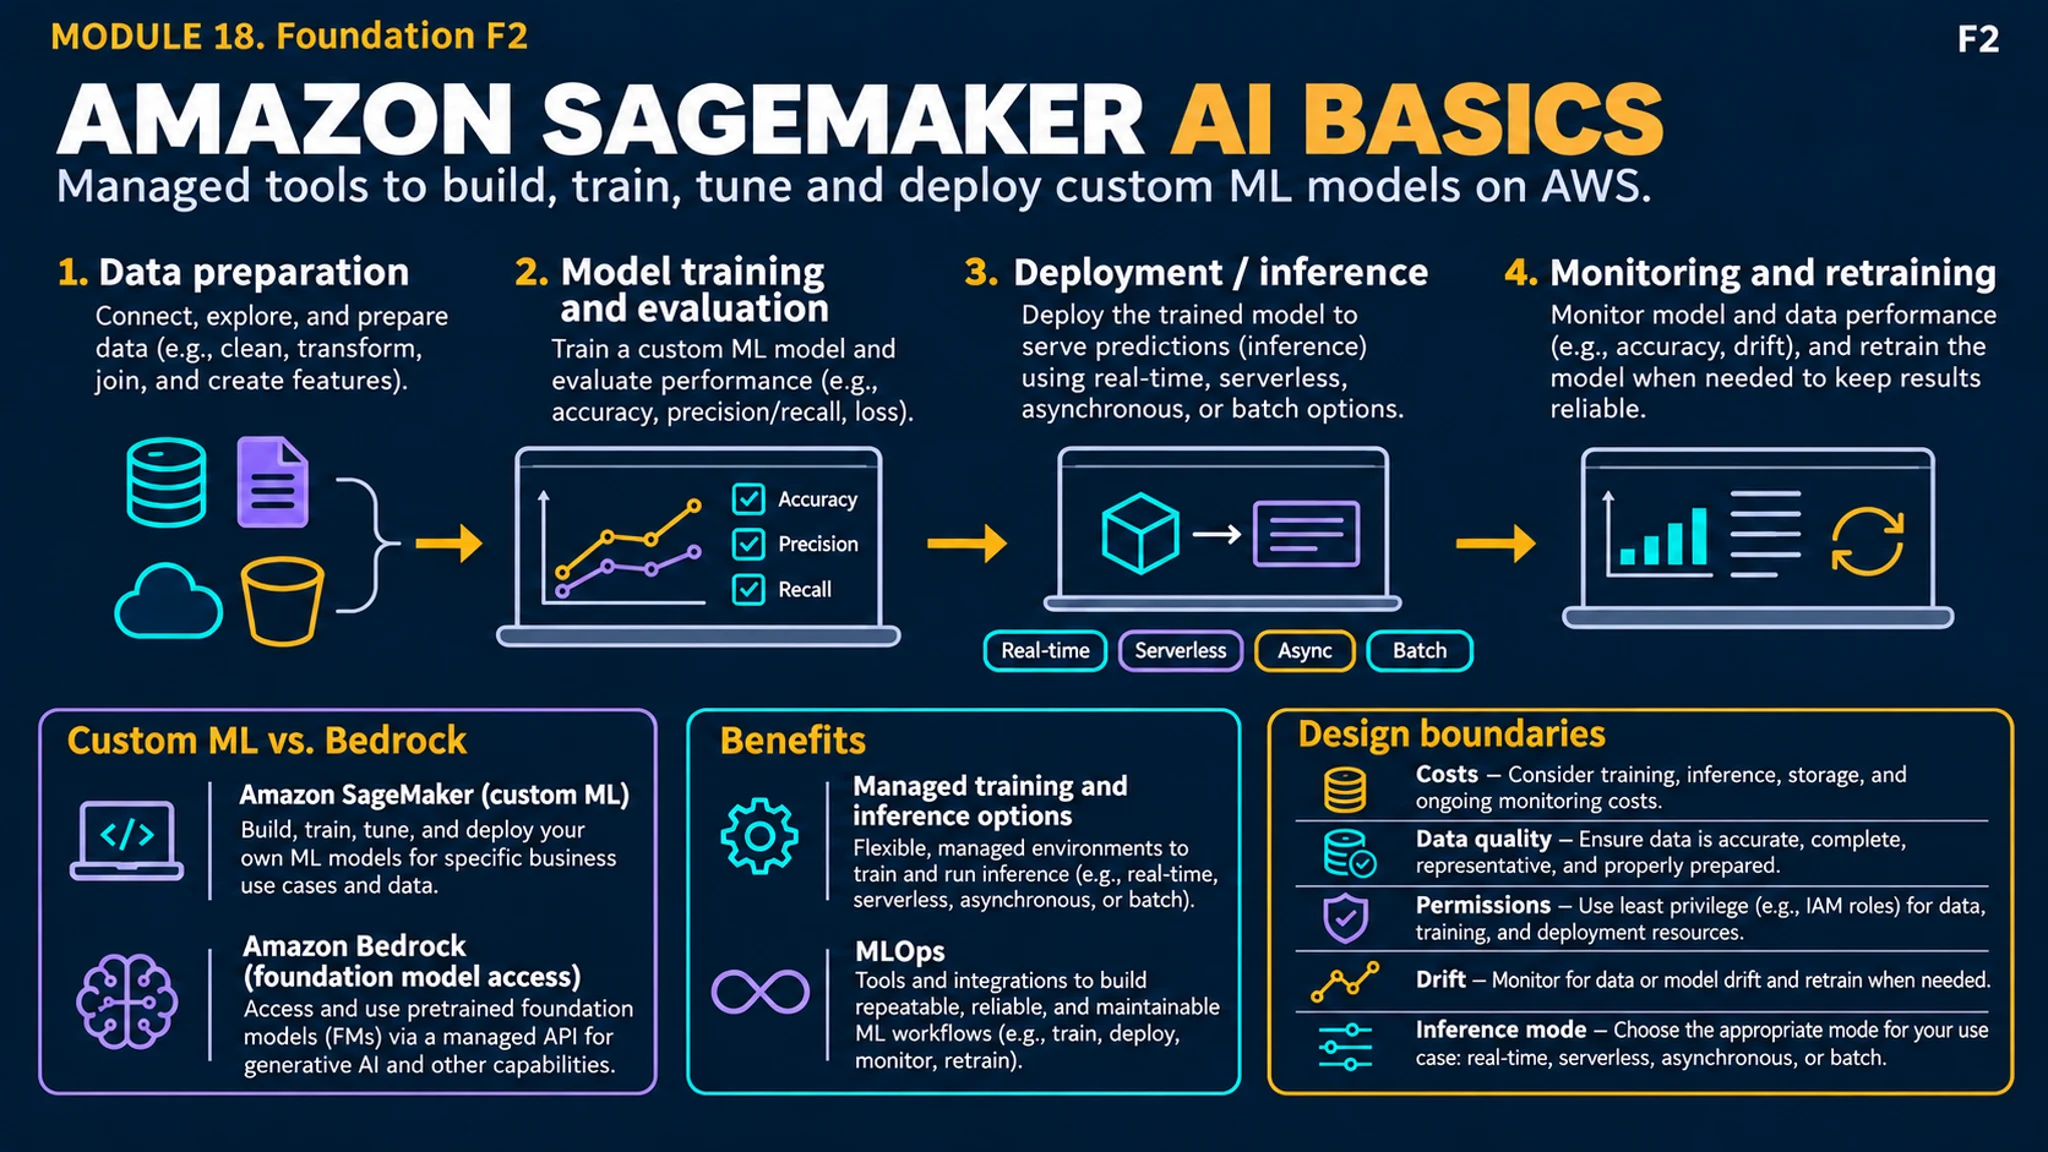 MODULE 18. Foundation F2
F2
AMAZON SAGEMAKER AI BASICS
Managed tools to build, train, tune and deploy custom ML models on AWS.
1. Data preparation
Connect, explore, and prepare
data (e.g., clean, transform,
join, and create features).
2. Model training
and evaluation
Train a custom ML model and
evaluate performance (e.g.,
accuracy, precision/recall, loss).
Accuracy
Precision
Recall
3. Deployment / inference
Deploy the trained model to
serve predictions (inference)
using real-time, serverless,
asynchronous, or batch options.
Real-time
Serverless
Async
Batch
4. Monitoring and retraining
Monitor model and data performance
(e.g., accuracy, drift), and retrain the
model when needed to keep results
reliable.
Custom ML vs. Bedrock
</>
Amazon SageMaker (custom ML)
Build, train, tune, and deploy your
own ML models for specific business
use cases and data.
Amazon Bedrock
(foundation model access)
Access and use pretrained foundation
models (FMs) via a managed API for
generative AI and other capabilities.
Benefits
Managed training and
inference options
Flexible, managed environments to
train and run inference (e.g., real-time,
serverless, asynchronous, or batch).
MLOps
Tools and integrations to build
repeatable, reliable, and maintainable
ML workflows (e.g., train, deploy,
monitor, retrain).
Design boundaries
Costs – Consider training, inference, storage, and
ongoing monitoring costs.
Data quality – Ensure data is accurate, complete,
representative, and properly prepared.
Permissions – Use least privilege (e.g., IAM roles) for data,
training, and deployment resources.
Drift – Monitor for data or model drift and retrain when needed.
Inference mode – Choose the appropriate mode for your use
case: real-time, serverless, asynchronous, or batch.